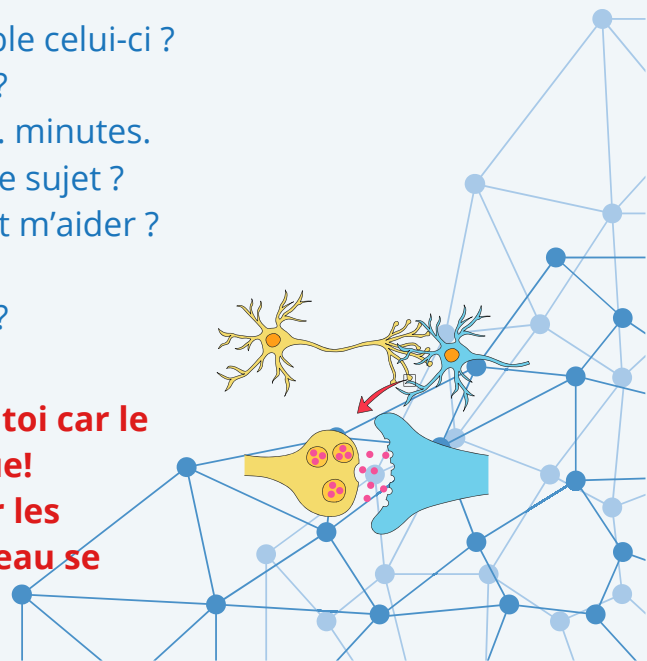 ple celui-ci ?
?
. minutes.
e sujet ?
t m’aider ?
?
toi car le
ue!
r les
eau se